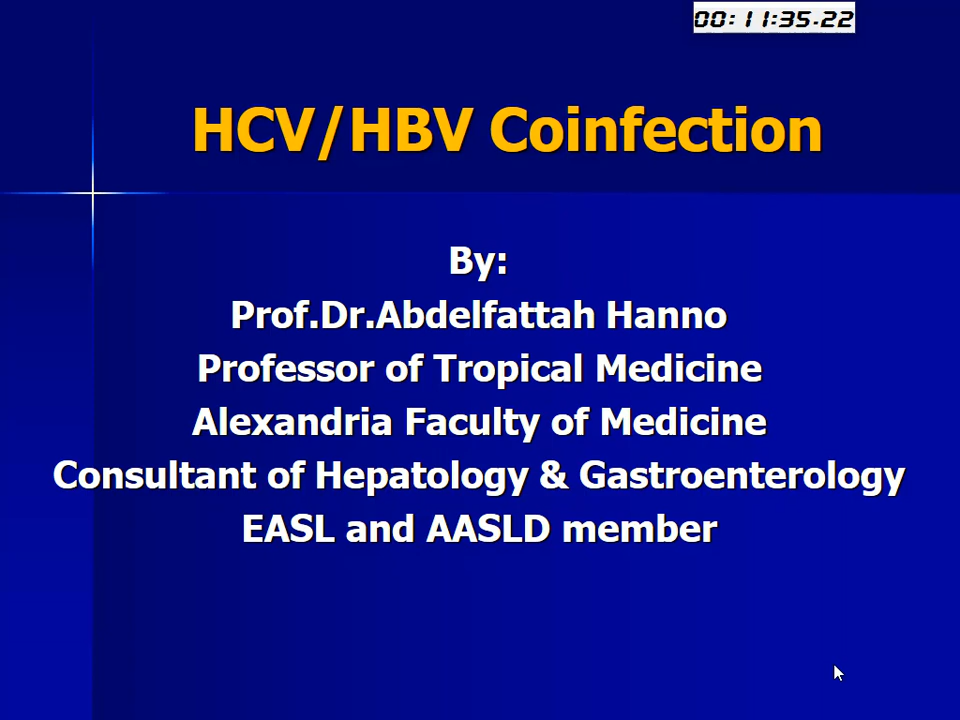 00:11:35.22
HCV/HBV Coinfection
By:
Prof.Dr.Abdelfattah Hanno
Professor of Tropical Medicine
Alexandria Faculty of Medicine
Consultant of Hepatology & Gastroenterology
EASL and AASLD member